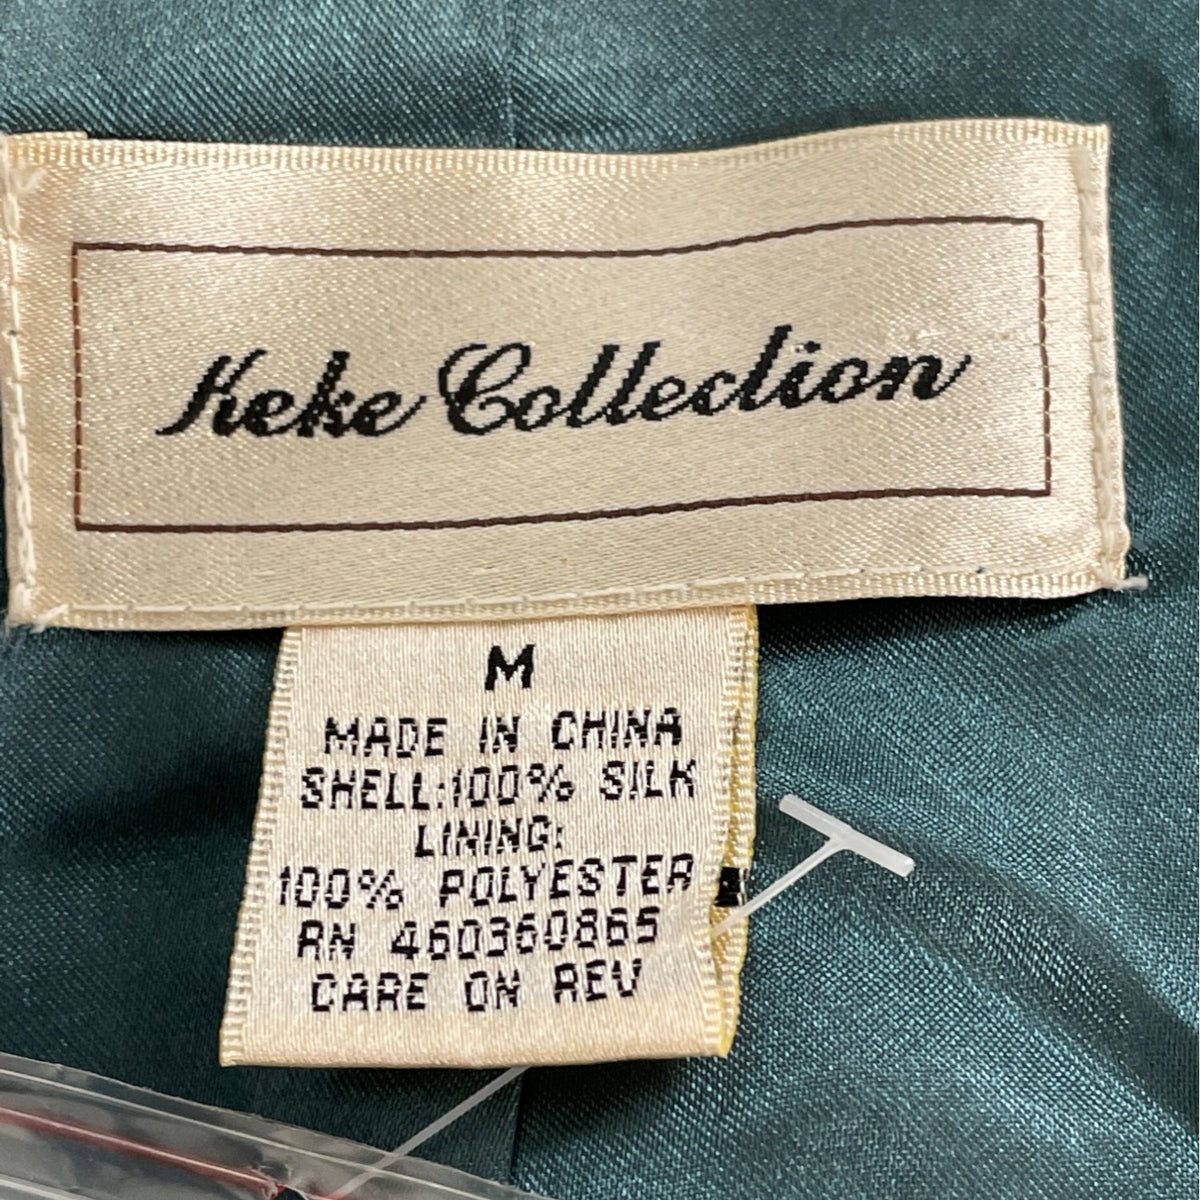 Keke Collection
M
MADE IN CHINA
SHELL:100% SILK
LINING:
100% POLYESTER
RN 460360865
CARE ON REV